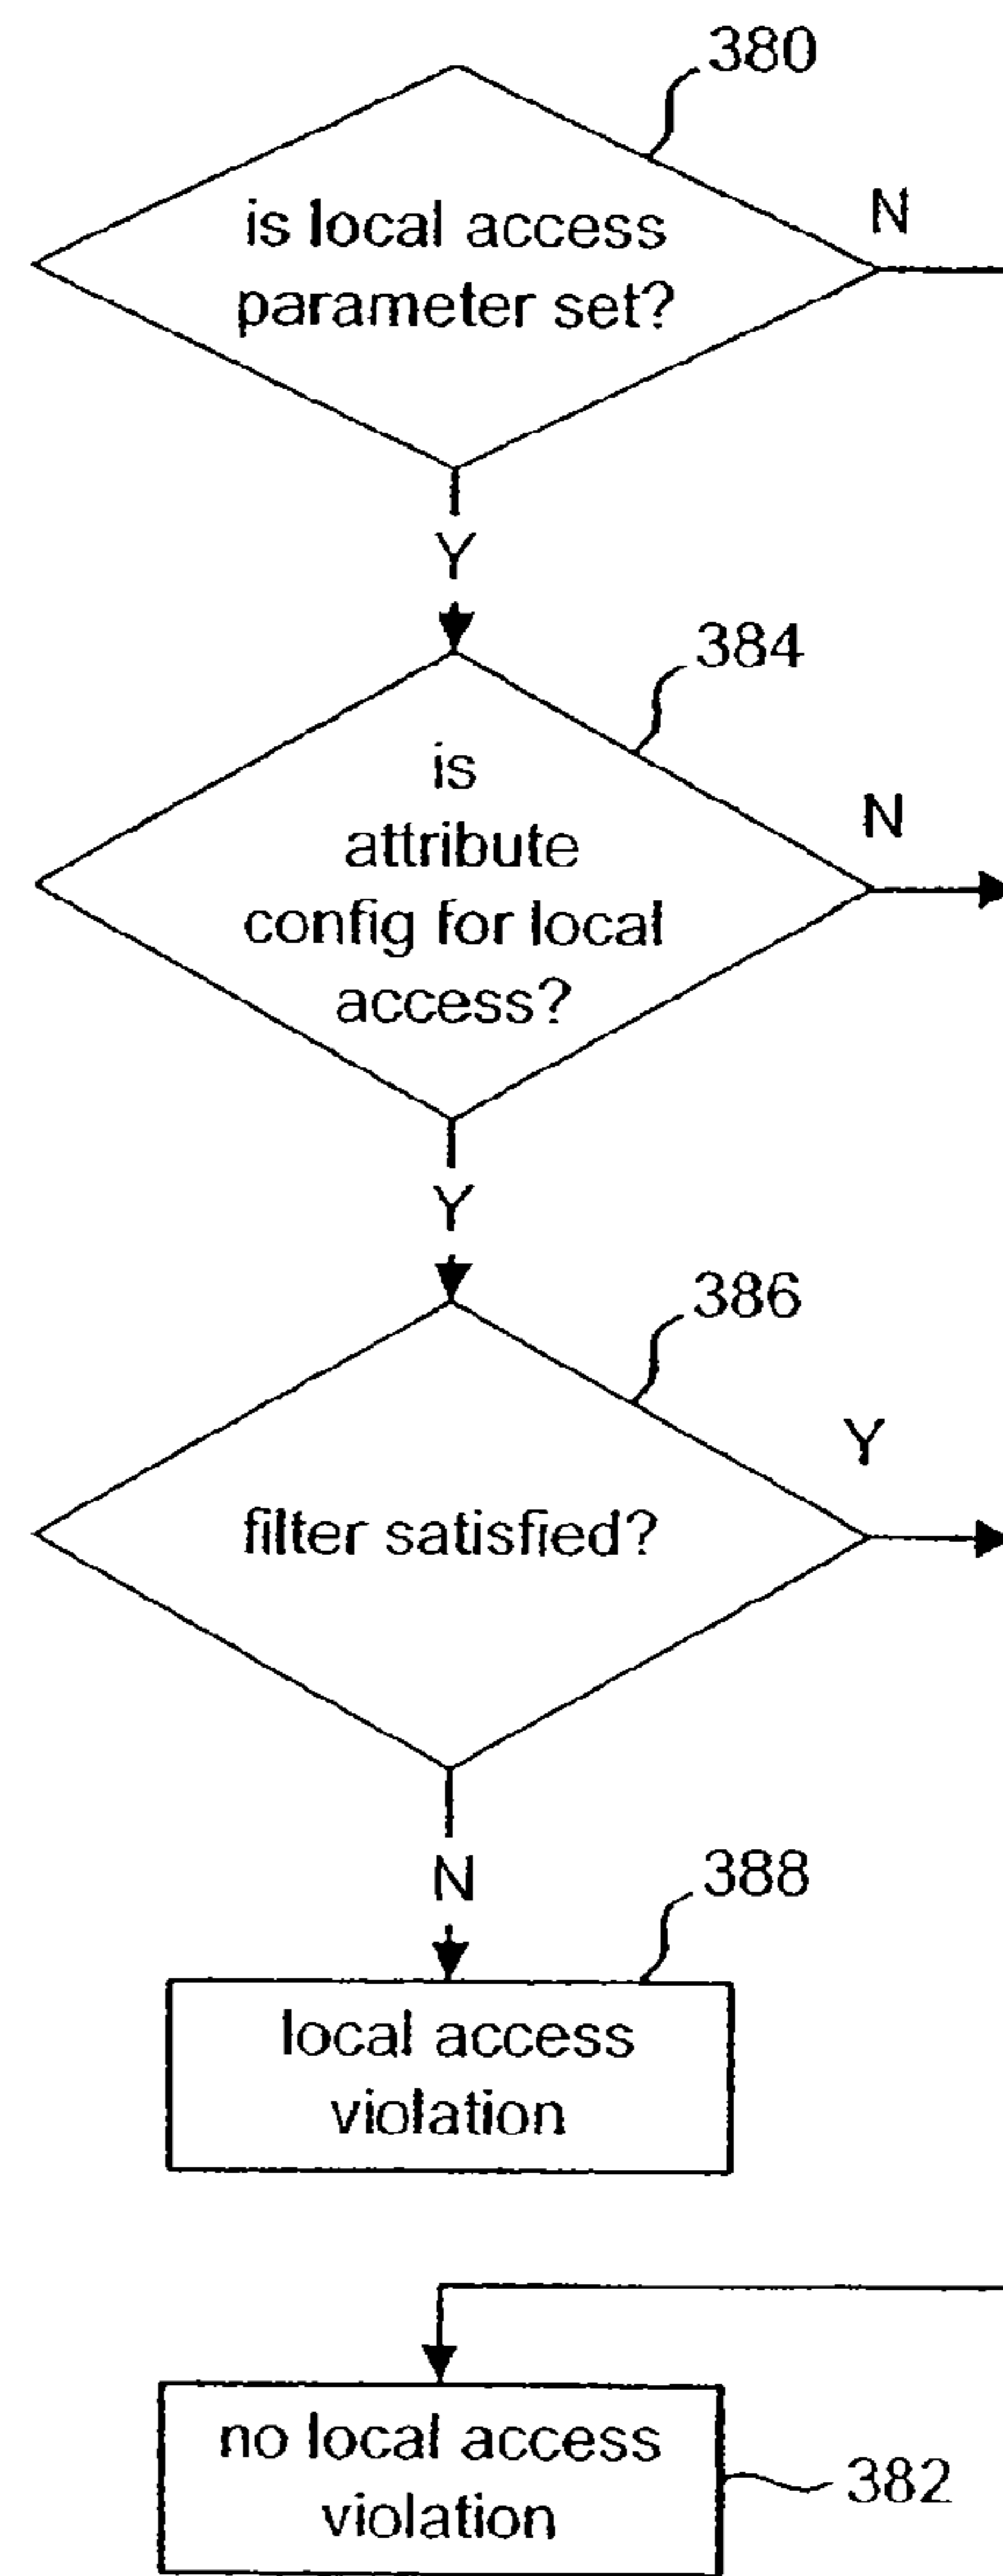 380
is local access
parameter set?
N
Y
384
is
attribute
config for local
access?
N
Y
386
filter satisfied?
Y
N
388
local access
violation
no local access
violation
382